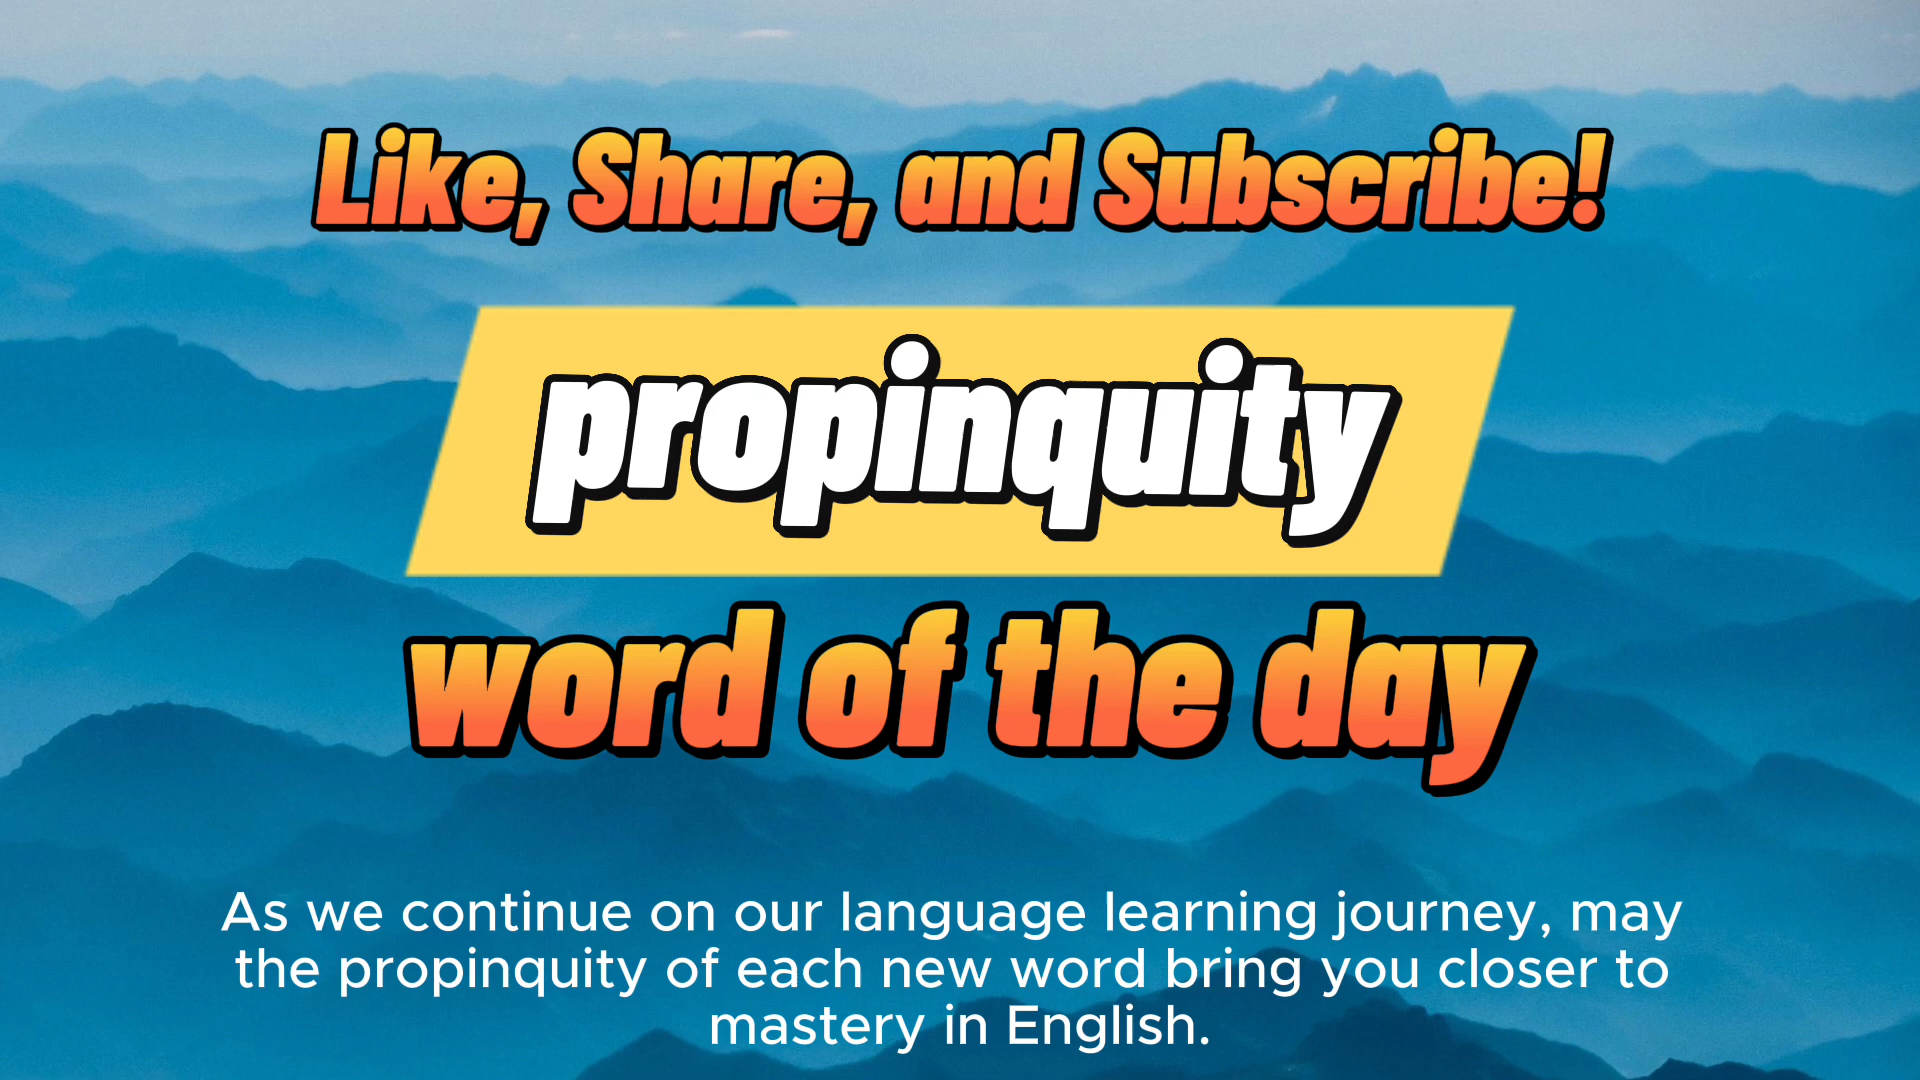 Like, Share, and Subscribe!
propinquity
word of the day
As we continue on our language learning journey, may
the propinquity of each new word bring you closer to
mastery in English.